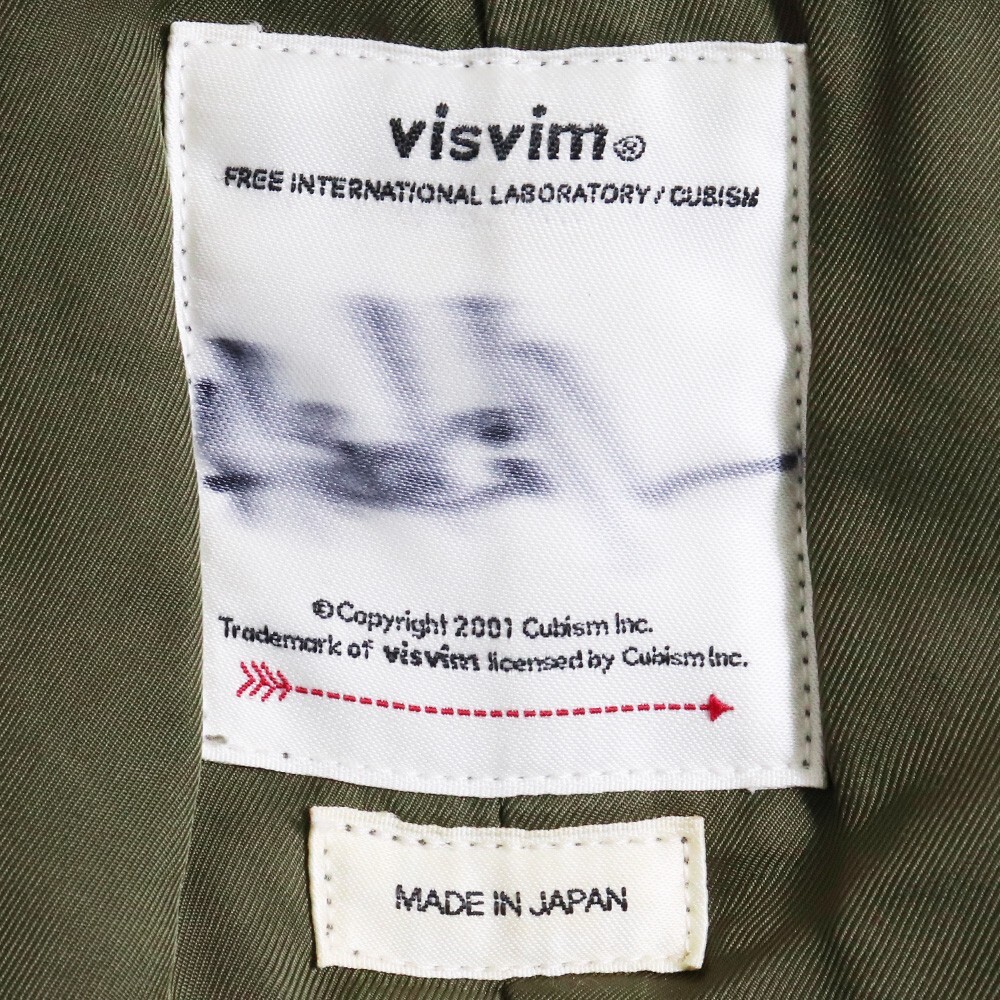 visvim®
FREE INTERNATIONAL LABORATORY / CUBISM
©Copyright 2001 Cubism Inc.
Trademark of visvim licensed by Cubism Inc.
MADE IN JAPAN